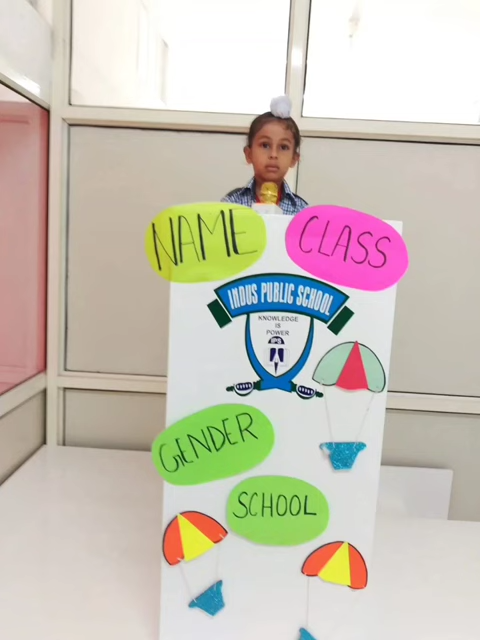 NAME
CLASS
INDUS PUBLIC SCHOOL
KNOWLEDGE
IS
POWER
IPS
GENDER
SCHOOL